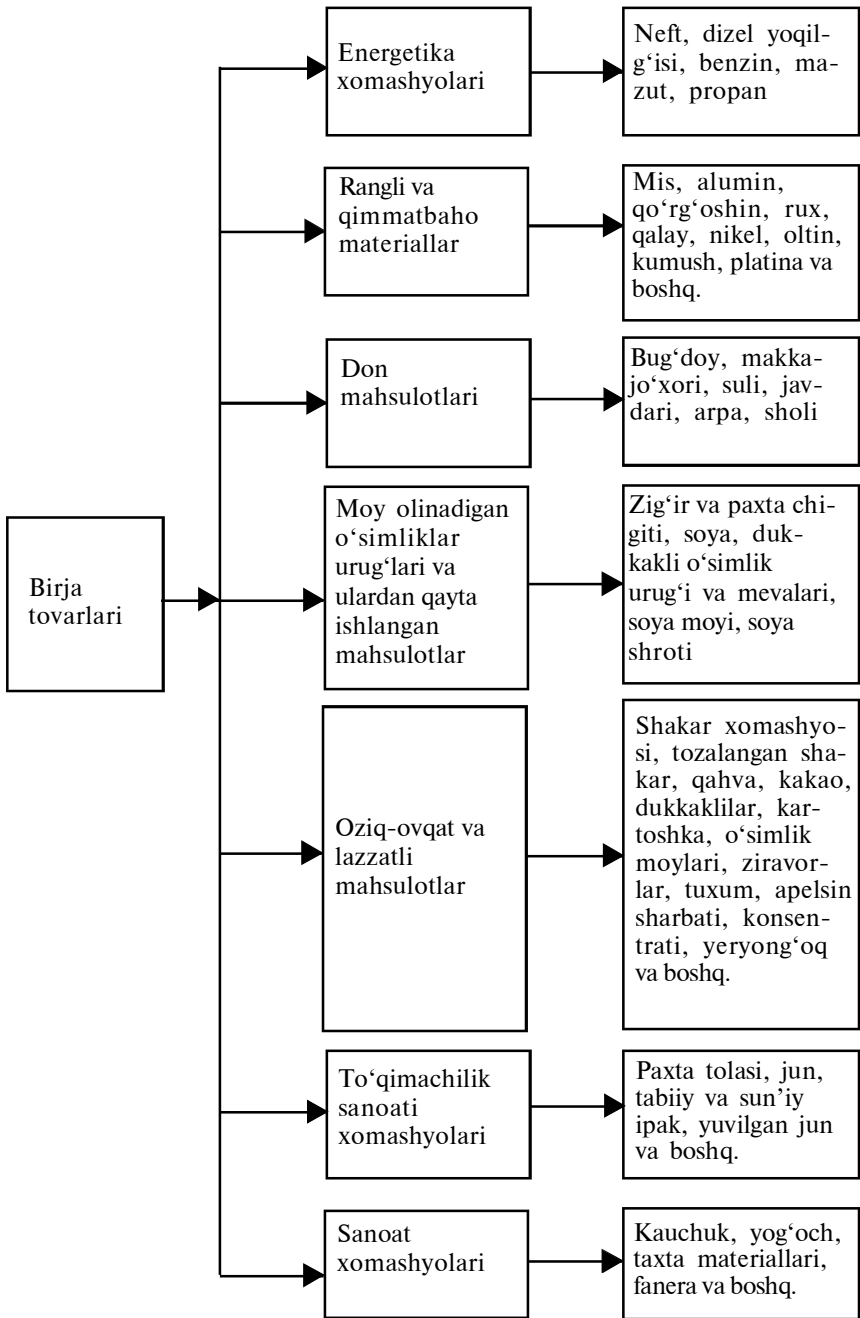 Energetika
xomashyolari
Neft, dizel yoqil-
g‘isi, benzin, ma-
zut, propan
Rangli va
qimmatbaho
materiallar
Mis, alumin,
qo‘rg‘oshin, rux,
qalay, nikel, oltin,
kumush, platina va
boshq.
Don
mahsulotlari
Bug‘doy, makka-
jo‘xori, suli, jav-
dari, arpa, sholi
Birja
tovarlari
Moy olinadigan
o‘simliklar
urug‘lari va
ulardan qayta
ishlangan
mahsulotlar
Zig‘ir va paxta chi-
giti, soya, duk-
kakli o‘simlik
urug‘i va mevalari,
soya moyi, soya
shroti
Oziq-ovqat va
lazzatli
mahsulotlar
Shakar xomashyo-
si, tozalangan sha-
kar, qahva, kakao,
dukkaklilar, kar-
toshka, o‘simlik
moylari, ziravor-
lar, tuxum, apelsin
sharbati, konsen-
trati, yeryong‘oq
va boshq.
To‘qimachilik
sanoati
xomashyolari
Paxta tolasi, jun,
tabiiy va sun’iy
ipak, yuvilgan jun
va boshq.
Sanoat
xomashyolari
Kauchuk, yog‘och,
taxta materiallari,
fanera va boshq.